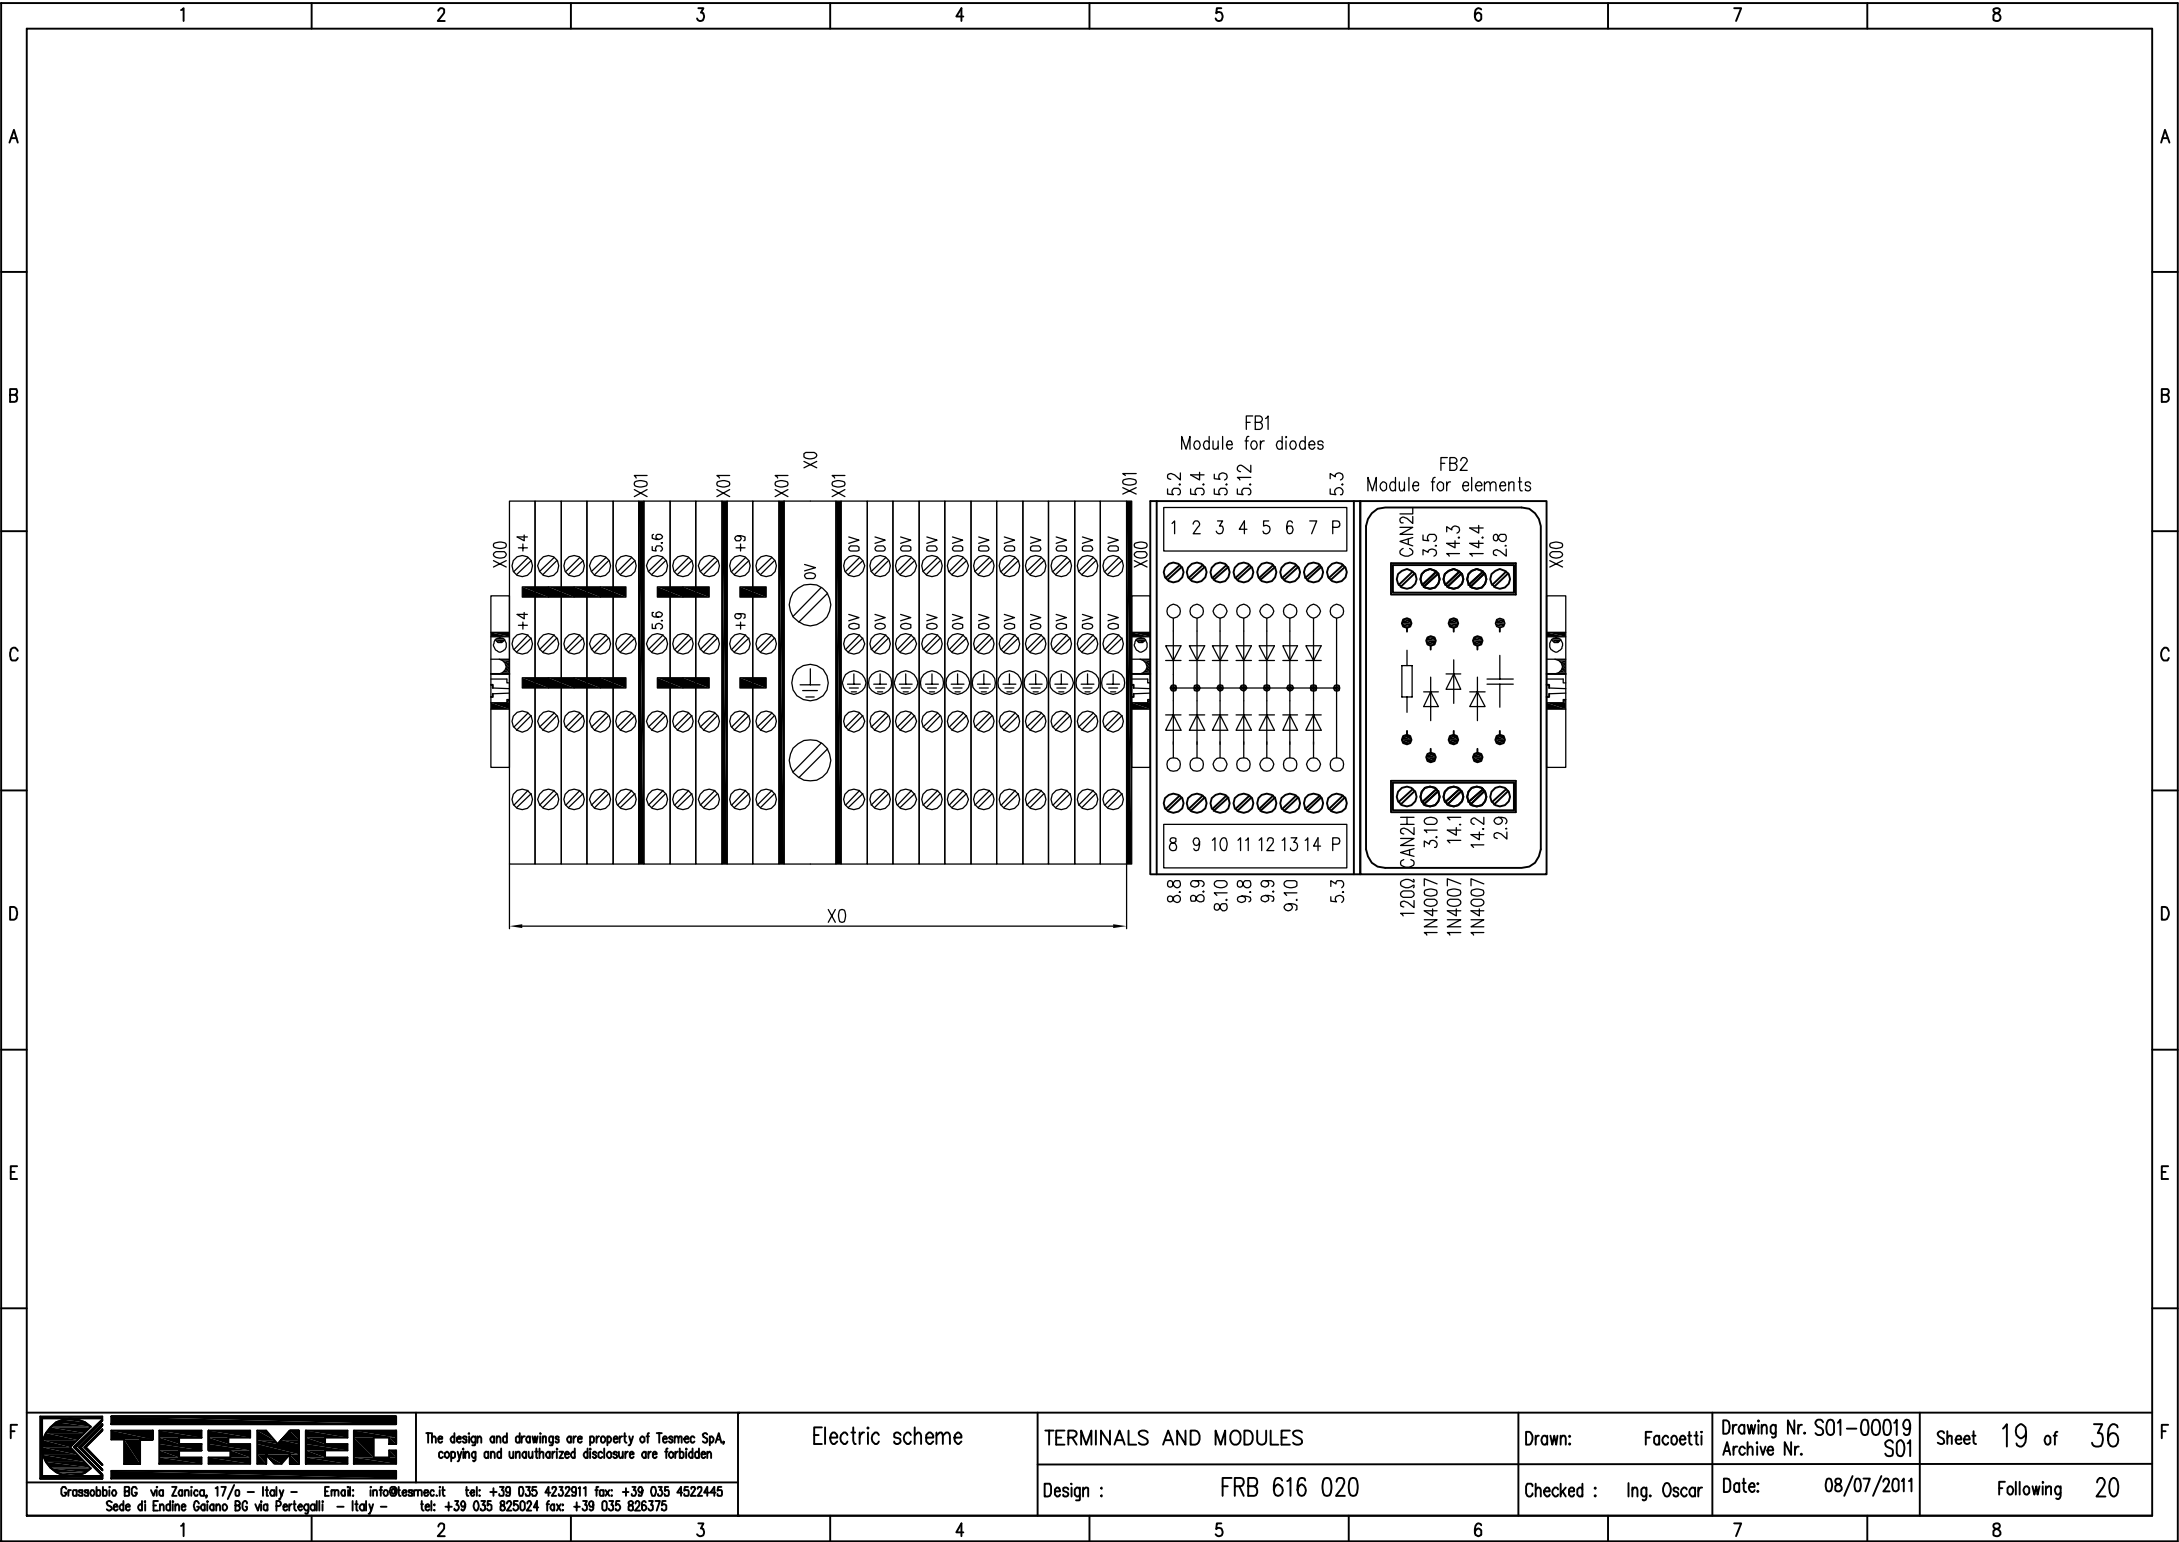 1 2 3 4 5 6 7 8
A A
B B
C C
D D
E E
F F
FB1
Module for diodes
FB2
Module for elements
X0
X01 X01 X01 X01 X01
5.2 5.4 5.5 5.12 5.3
X00 X00 X00
+4 5.6 +9
0V
0V 0V 0V 0V 0V 0V 0V 0V 0V 0V 0V
1 2 3 4 5 6 7 P
CAN2L 3.5 14.3 14.4 2.8
+4 5.6 +9
0V 0V 0V 0V 0V 0V 0V 0V 0V 0V 0V
8 9 10 11 12 13 14 P
CAN2H 3.10 14.1 14.2 2.9
8.8 8.9 8.10 9.8 9.9 9.10 5.3
120Ω 1N4007 1N4007 1N4007
X0
TESMEC
The design and drawings are property of Tesmec SpA,
copying and unautharized disclosure are forbidden
Grassobbio BG via Zanica, 17/a – Italy – Email: info@tesmec.it tel: +39 035 4232911 fax: +39 035 4522445
Sede di Endine Gaiano BG via Pertegalli – Italy – tel: +39 035 825024 fax: +39 035 826375
Electric scheme
TERMINALS AND MODULES
Design : FRB 616 020
Drawn: Facoetti
Checked : Ing. Oscar
Drawing Nr. S01-00019
Archive Nr. S01
Date: 08/07/2011
Sheet 19 of 36
Following 20
1 2 3 4 5 6 7 8